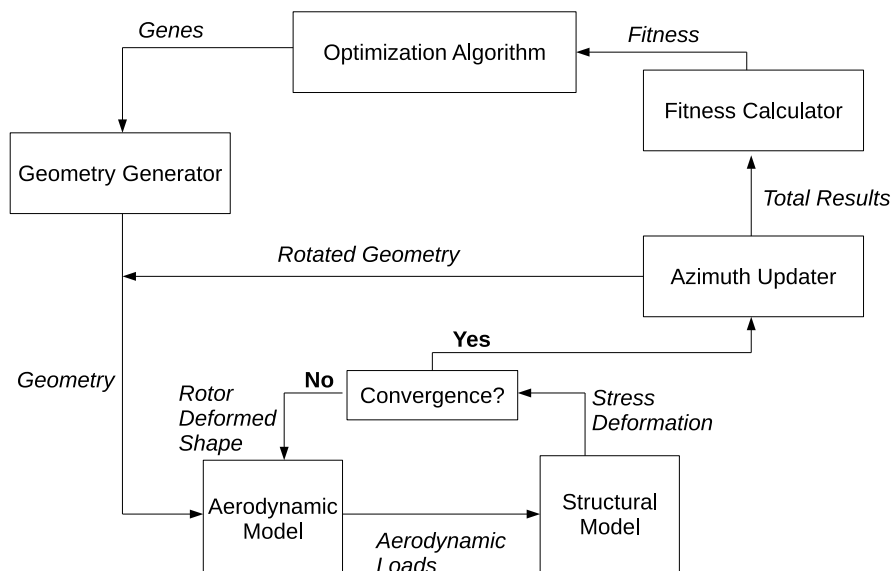 Genes
Optimization Algorithm
Fitness
Fitness Calculator
Geometry Generator
Total Results
Rotated Geometry
Azimuth Updater
Yes
Geometry
Rotor
Deformed
Shape
No
Convergence?
Stress
Deformation
Aerodynamic
Model
Structural
Model
Aerodynamic
Loads